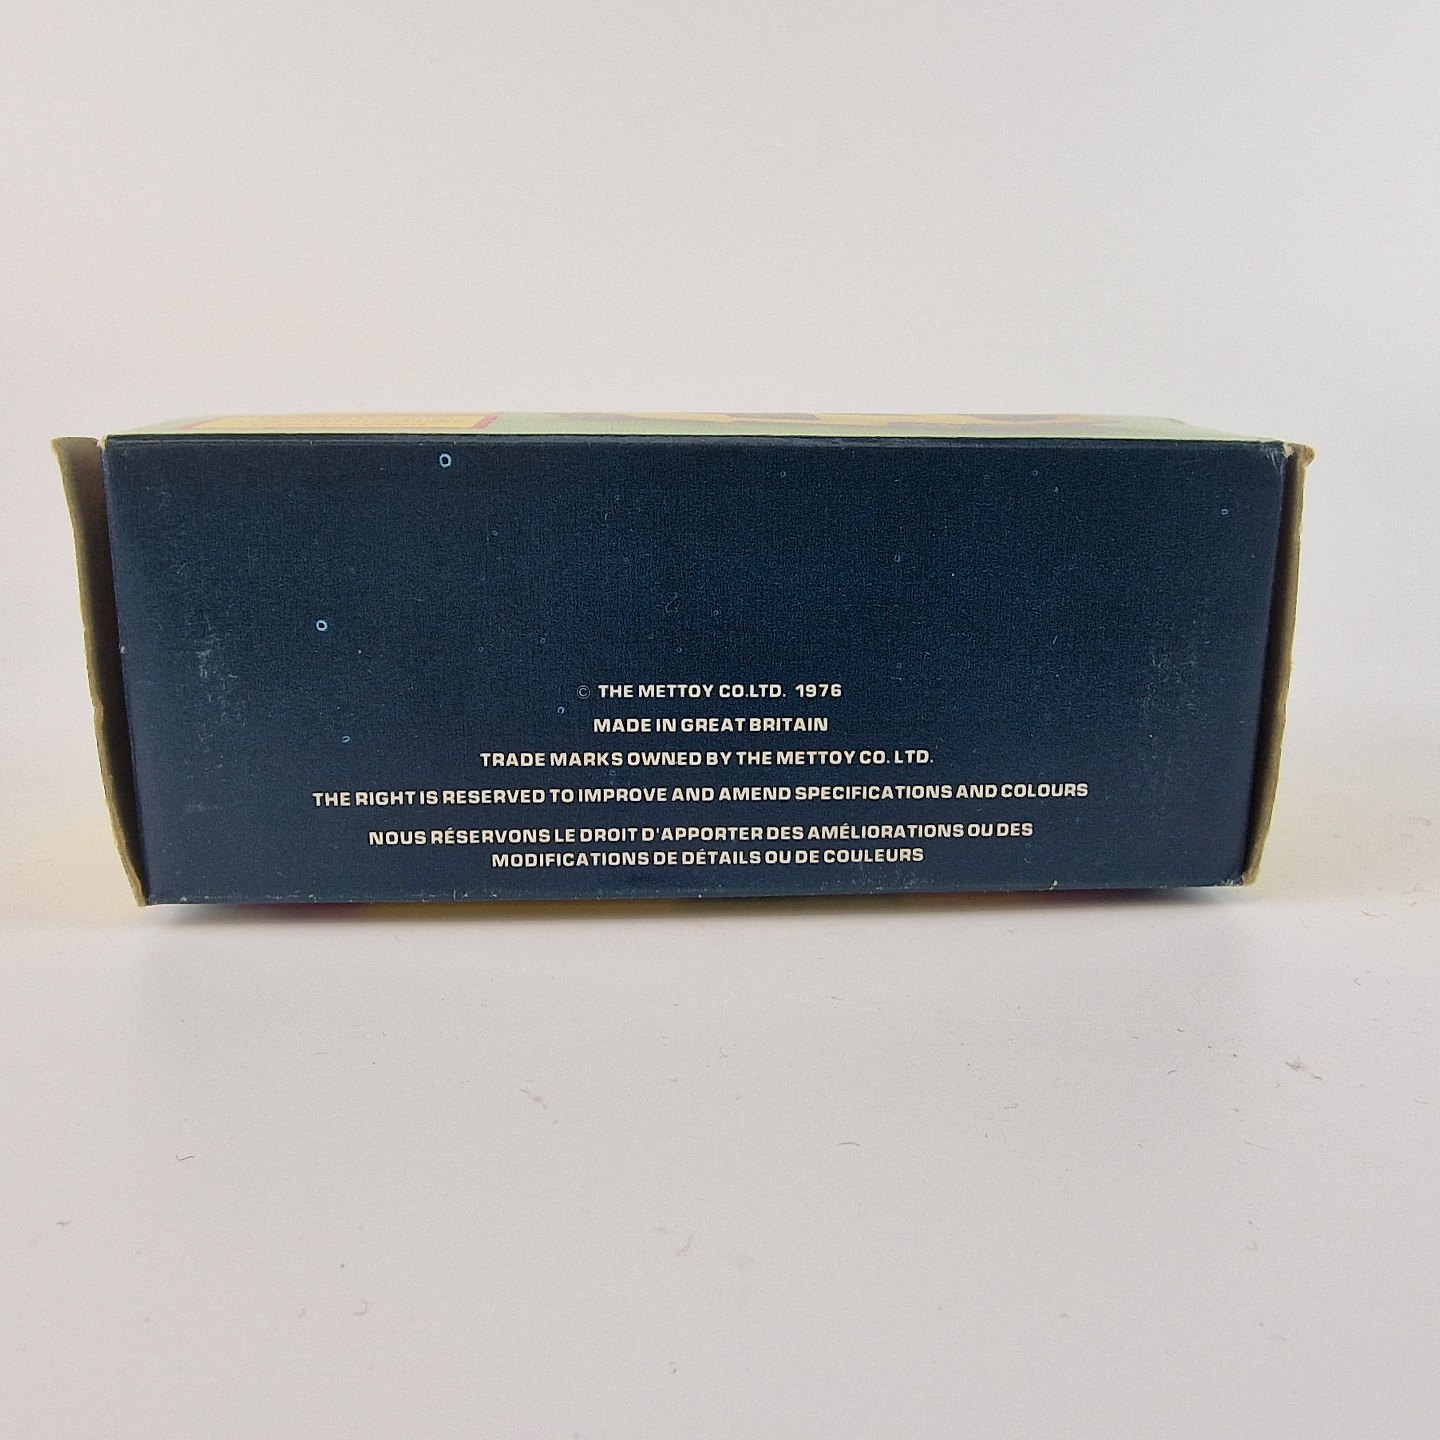 © THE METTOY CO.LTD. 1976
MADE IN GREAT BRITAIN
TRADE MARKS OWNED BY THE METTOY CO. LTD.
THE RIGHT IS RESERVED TO IMPROVE AND AMEND SPECIFICATIONS AND COLOURS
NOUS RÉSERVONS LE DROIT D'APPORTER DES AMÉLIORATIONS OU DES
MODIFICATIONS DE DÉTAILS OU DE COULEURS